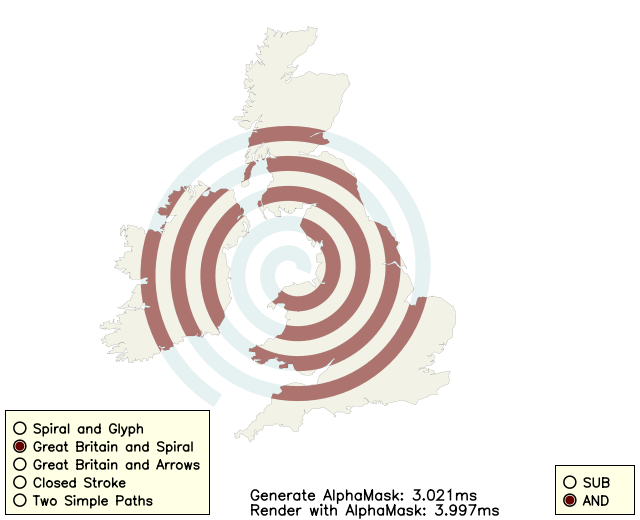 Spiral and Glyph
Great Britain and Spiral
Great Britain and Arrows
Closed Stroke
Two Simple Paths
Generate AlphaMask: 3.021ms
Render with AlphaMask: 3.997ms
SUB
AND